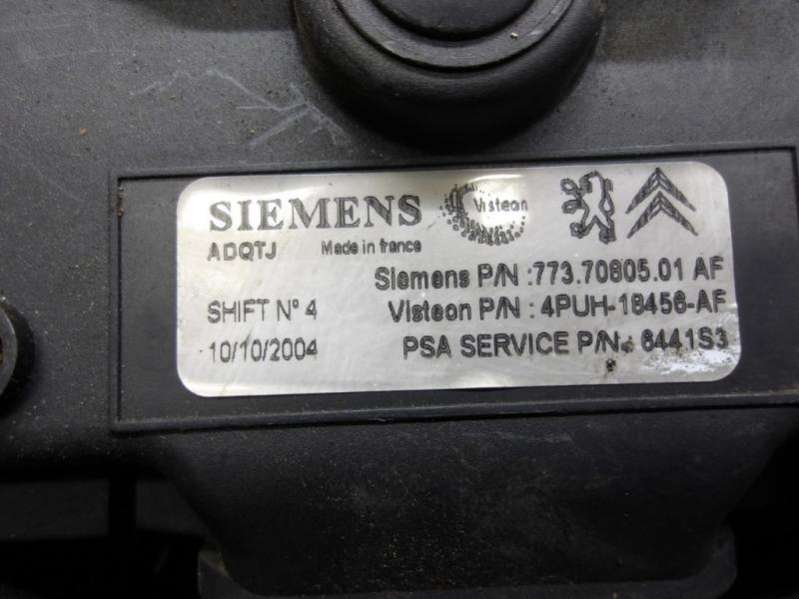 SIEMENS
Visteon
ADQTJ Made in france
Siemens P/N :773.70605.01 AF
SHIFT N° 4 Visteon P/N : 4PUH-18456-AF
10/10/2004 PSA SERVICE P/N : 6441S3